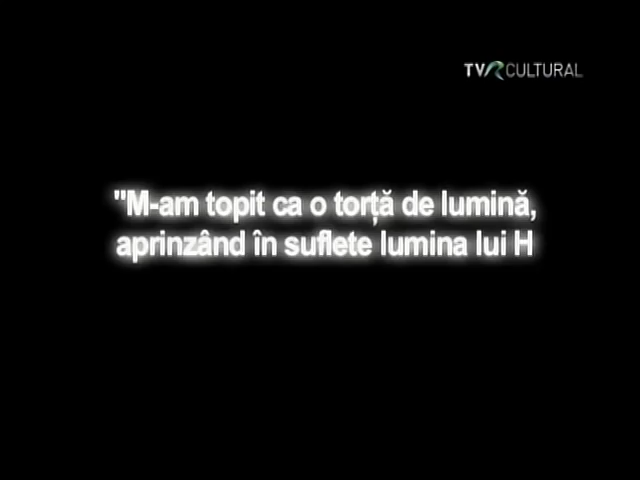 TVR CULTURAL
"M-am topit ca o torță de lumină,
aprinzând în suflete lumina lui H